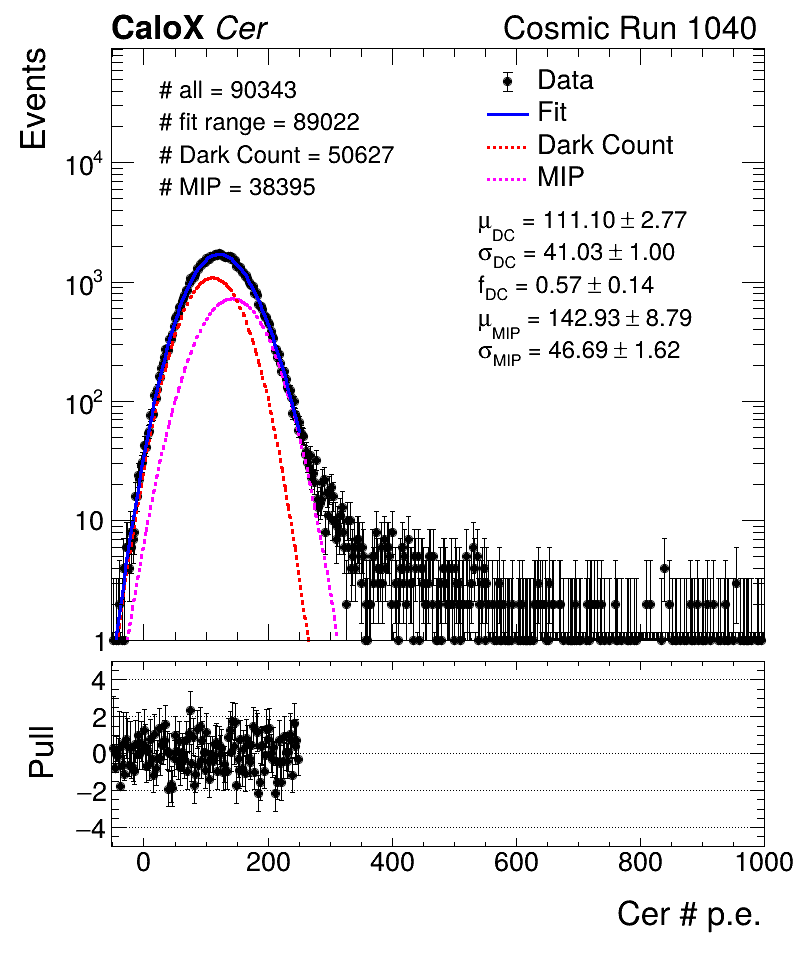 CaloX Cer
Cosmic Run 1040
Events
# all = 90343
# fit range = 89022
# Dark Count = 50627
# MIP = 38395
Data
Fit
Dark Count
MIP
μDC = 111.10 ± 2.77
σDC = 41.03 ± 1.00
fDC = 0.57 ± 0.14
μMIP = 142.93 ± 8.79
σMIP = 46.69 ± 1.62
10⁴
10³
10²
10
1
Pull
4
2
0
−2
−4
0 200 400 600 800 1000
Cer # p.e.